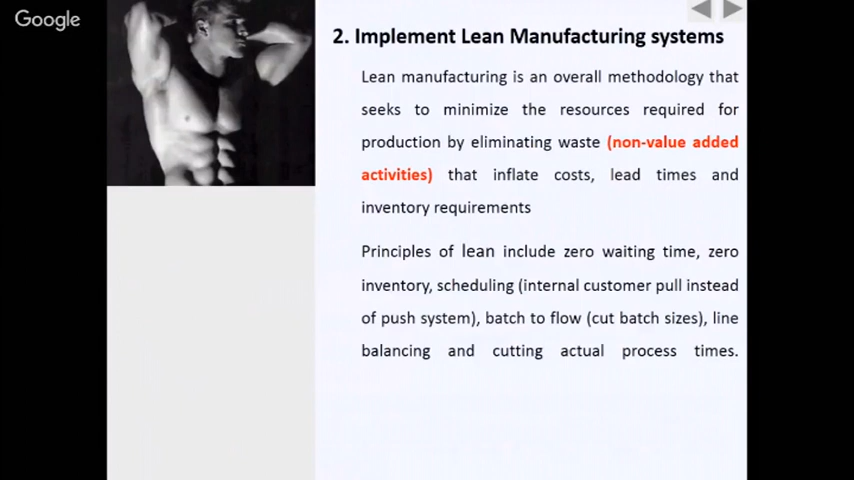 Google
2. Implement Lean Manufacturing systems
Lean manufacturing is an overall methodology that
seeks to minimize the resources required for
production by eliminating waste (non-value added
activities) that inflate costs, lead times and
inventory requirements
Principles of lean include zero waiting time, zero
inventory, scheduling (internal customer pull instead
of push system), batch to flow (cut batch sizes), line
balancing and cutting actual process times.